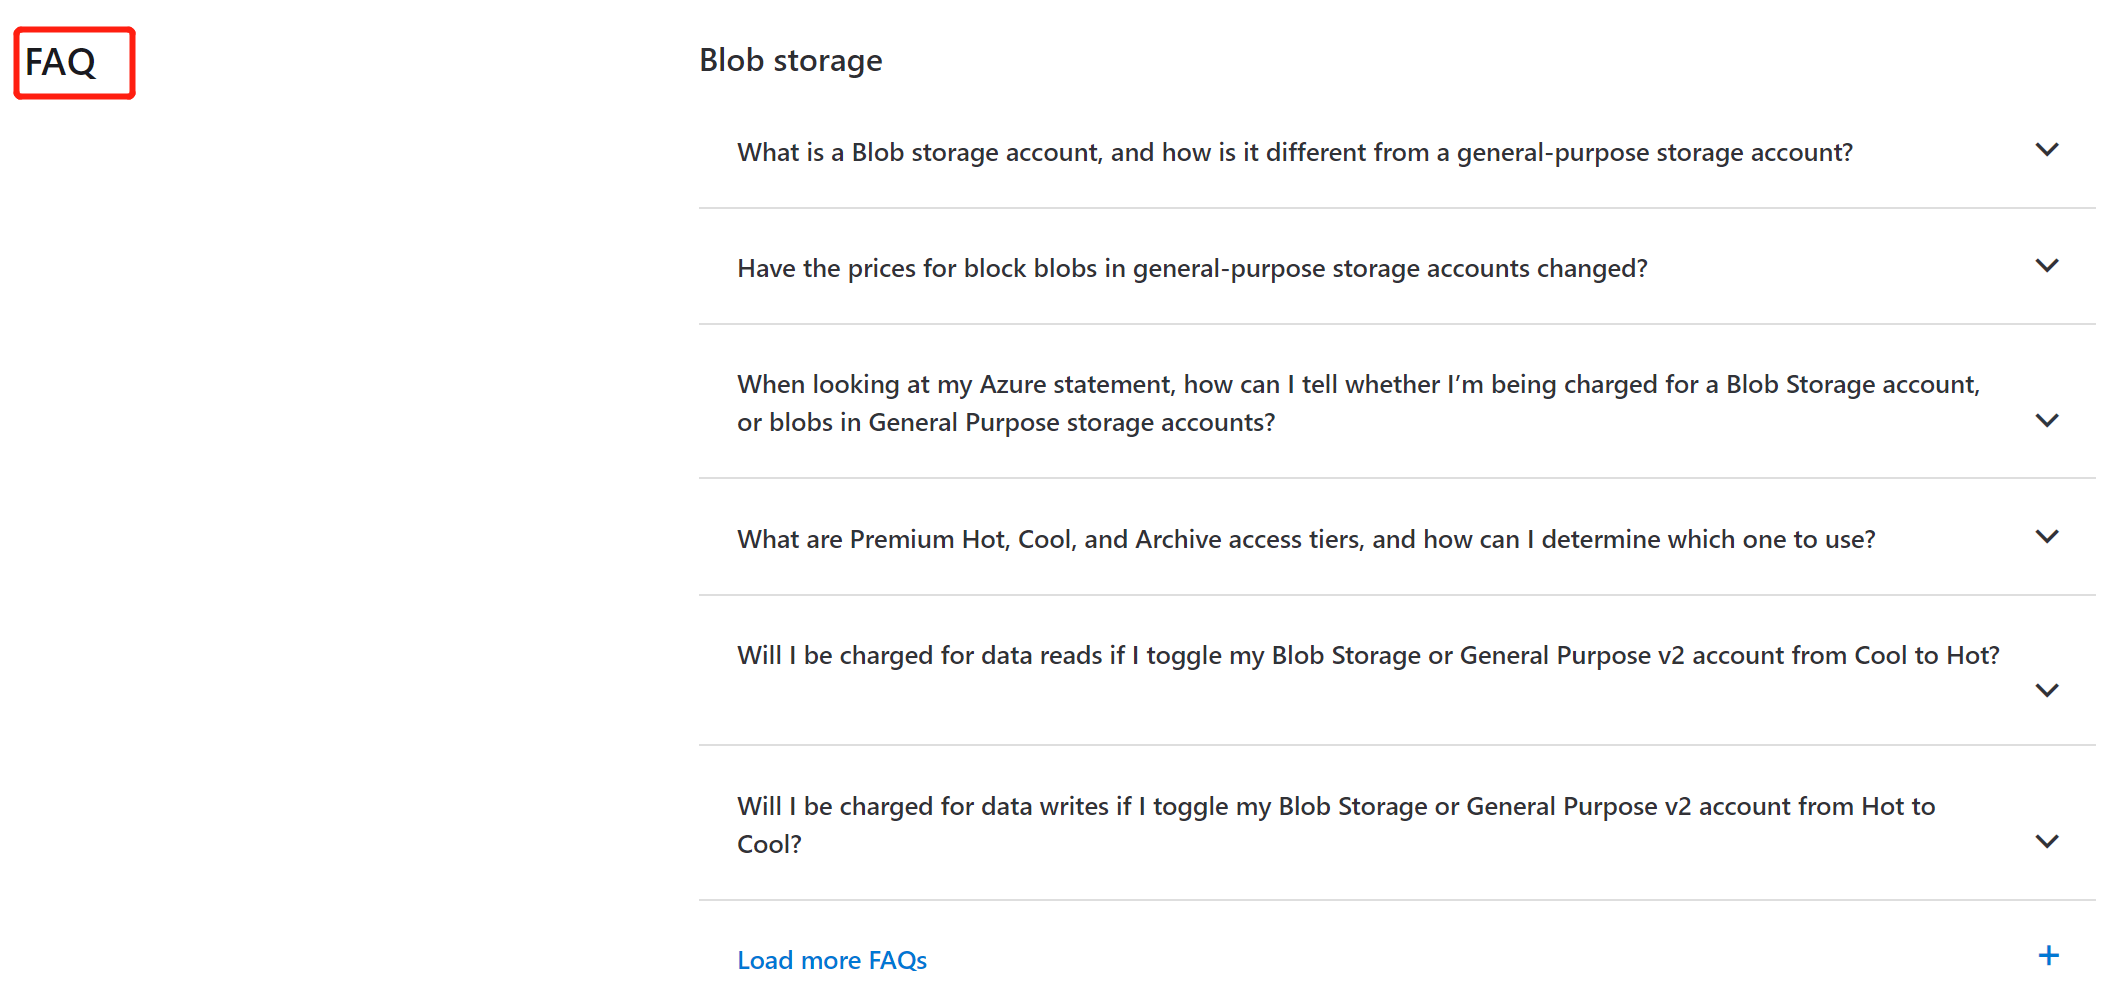 FAQ
Blob storage
What is a Blob storage account, and how is it different from a general-purpose storage account?
Have the prices for block blobs in general-purpose storage accounts changed?
When looking at my Azure statement, how can I tell whether I’m being charged for a Blob Storage account,
or blobs in General Purpose storage accounts?
What are Premium Hot, Cool, and Archive access tiers, and how can I determine which one to use?
Will I be charged for data reads if I toggle my Blob Storage or General Purpose v2 account from Cool to Hot?
Will I be charged for data writes if I toggle my Blob Storage or General Purpose v2 account from Hot to
Cool?
Load more FAQs